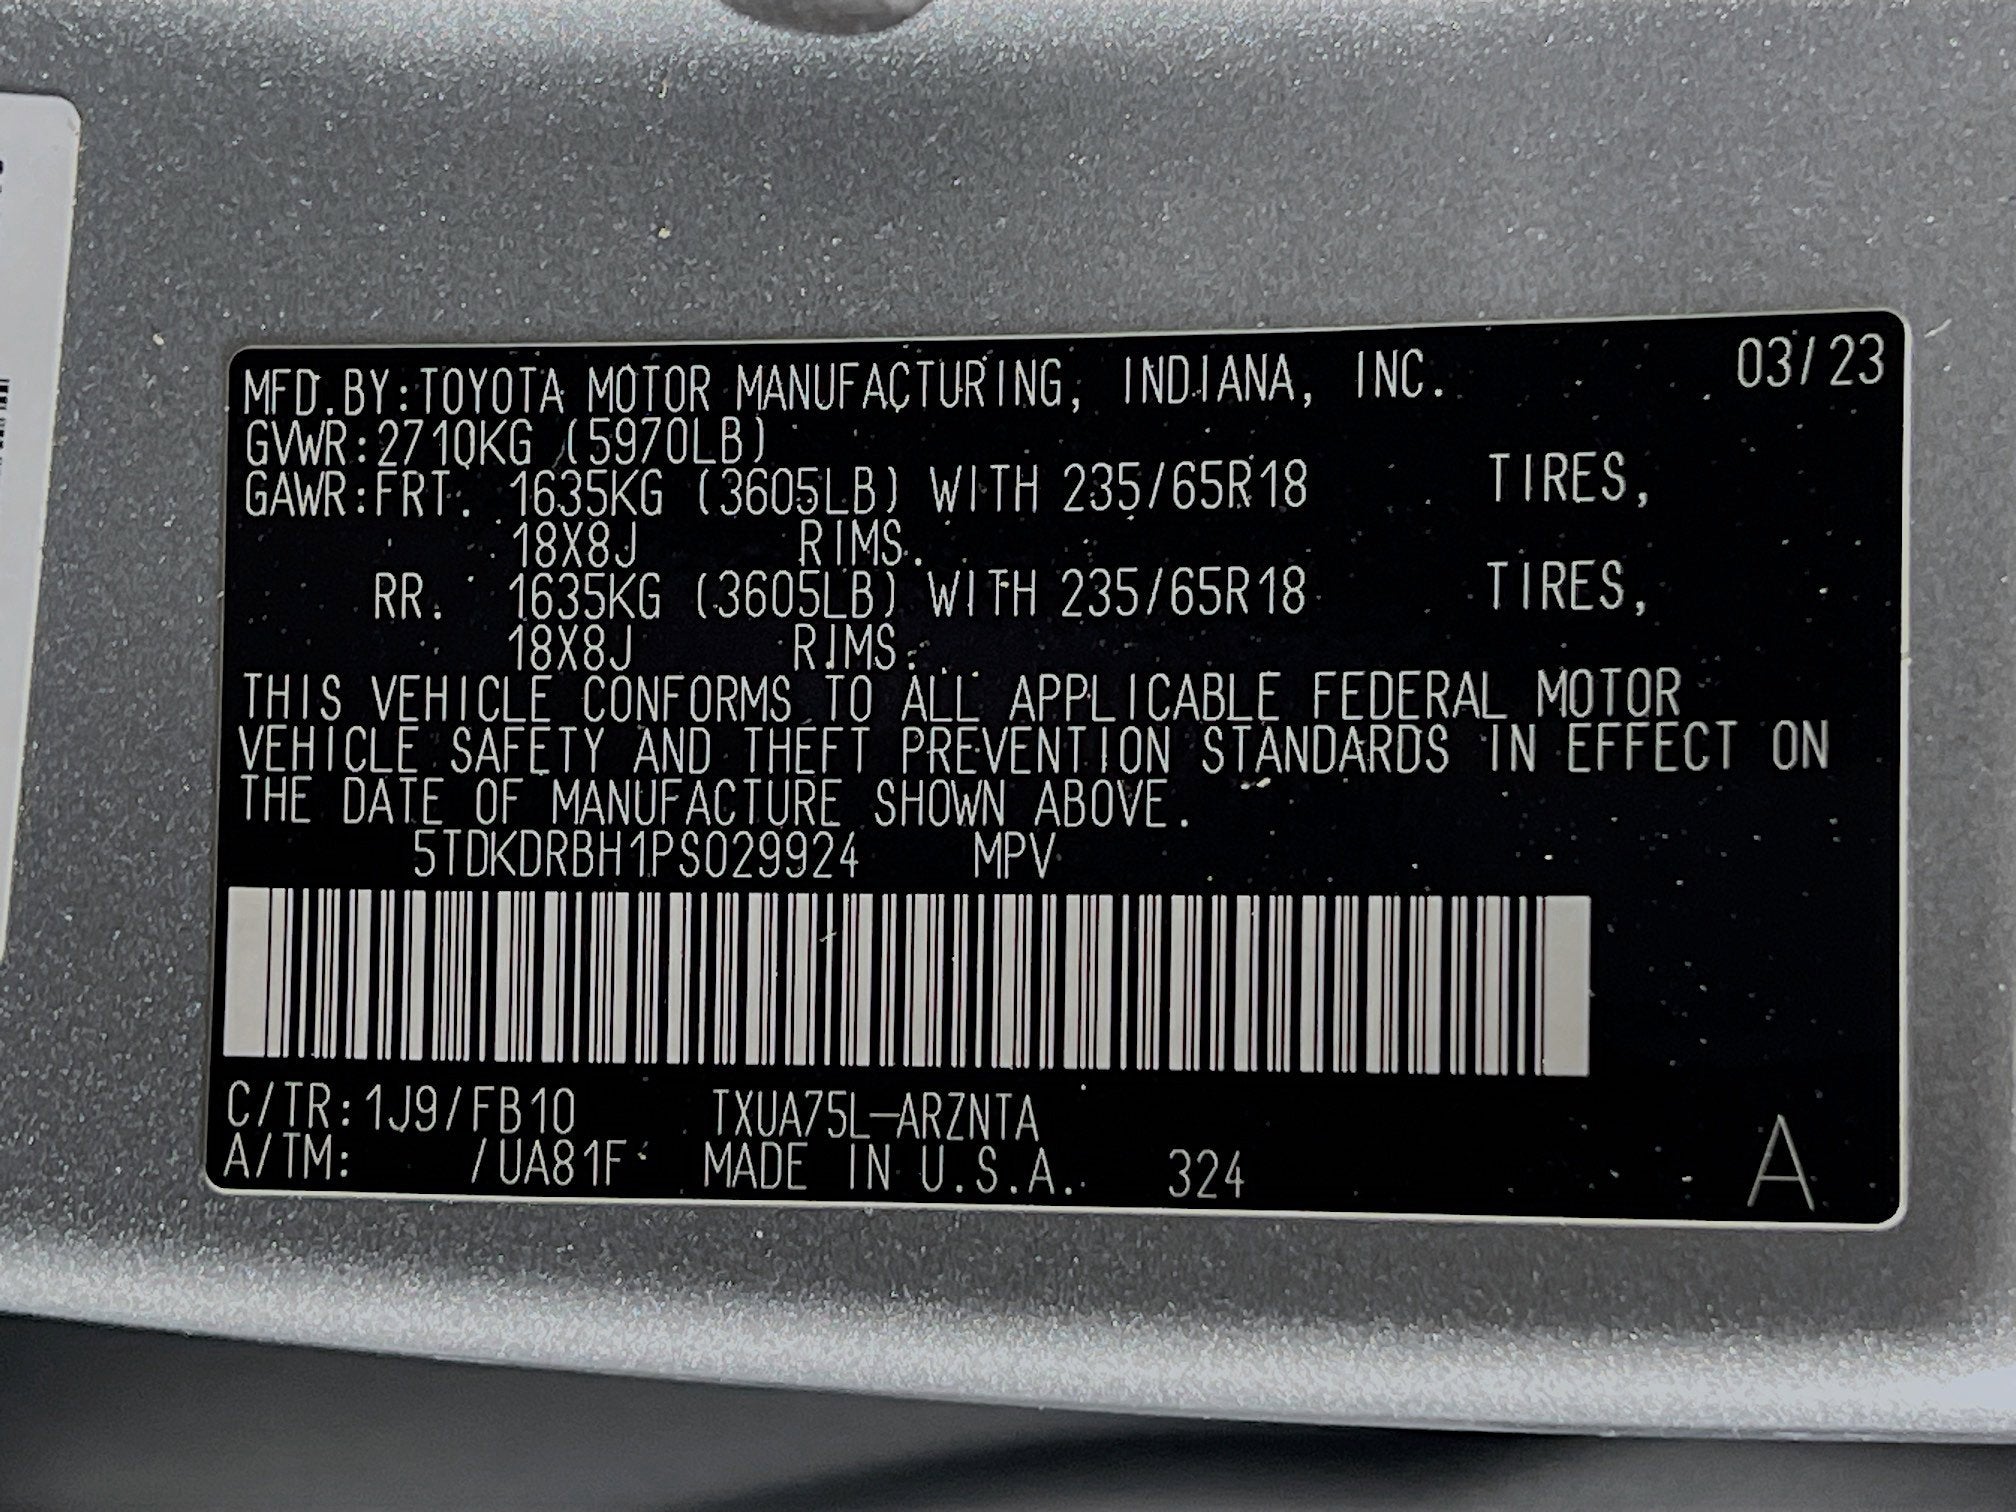 MFD.BY:TOYOTA MOTOR MANUFACTURING, INDIANA, INC. 03/23
GVWR:2710KG (5970LB)
GAWR:FRT. 1635KG (3605LB) WITH 235/65R18 TIRES,
18X8J RIMS.
RR. 1635KG (3605LB) WITH 235/65R18 TIRES,
18X8J RIMS.
THIS VEHICLE CONFORMS TO ALL APPLICABLE FEDERAL MOTOR
VEHICLE SAFETY AND THEFT PREVENTION STANDARDS IN EFFECT ON
THE DATE OF MANUFACTURE SHOWN ABOVE.
5TDKDRBH1PS029924 MPV
C/TR:1J9/FB10 TXUA75L-ARZNTA
A/TM: /UA81F MADE IN U.S.A. 324 A